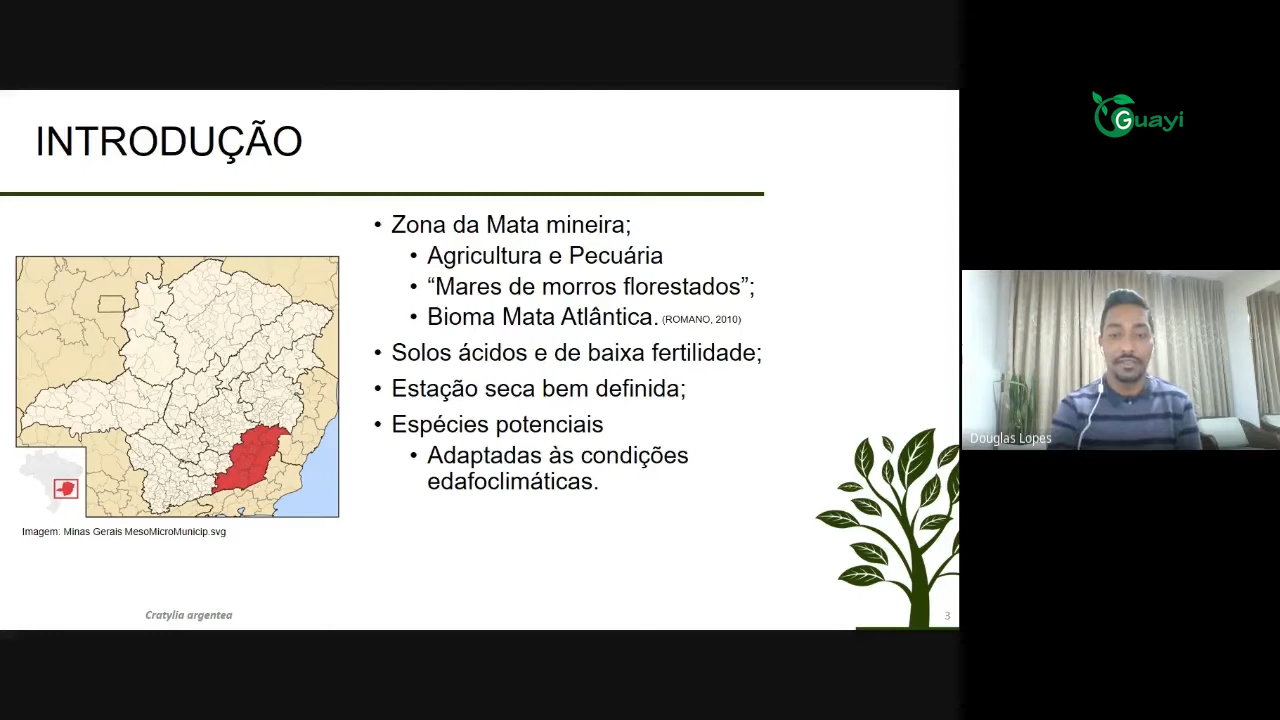 INTRODUÇÃO
• Zona da Mata mineira;
• Agricultura e Pecuária
• “Mares de morros florestados”;
• Bioma Mata Atlântica. (ROMANO, 2010)
• Solos ácidos e de baixa fertilidade;
• Estação seca bem definida;
• Espécies potenciais
• Adaptadas às condições
edafoclimáticas.
Imagem: Minas Gerais MesoMicroMunicip.svg
Cratylia argentea
3
Guayi
Douglas Lopes